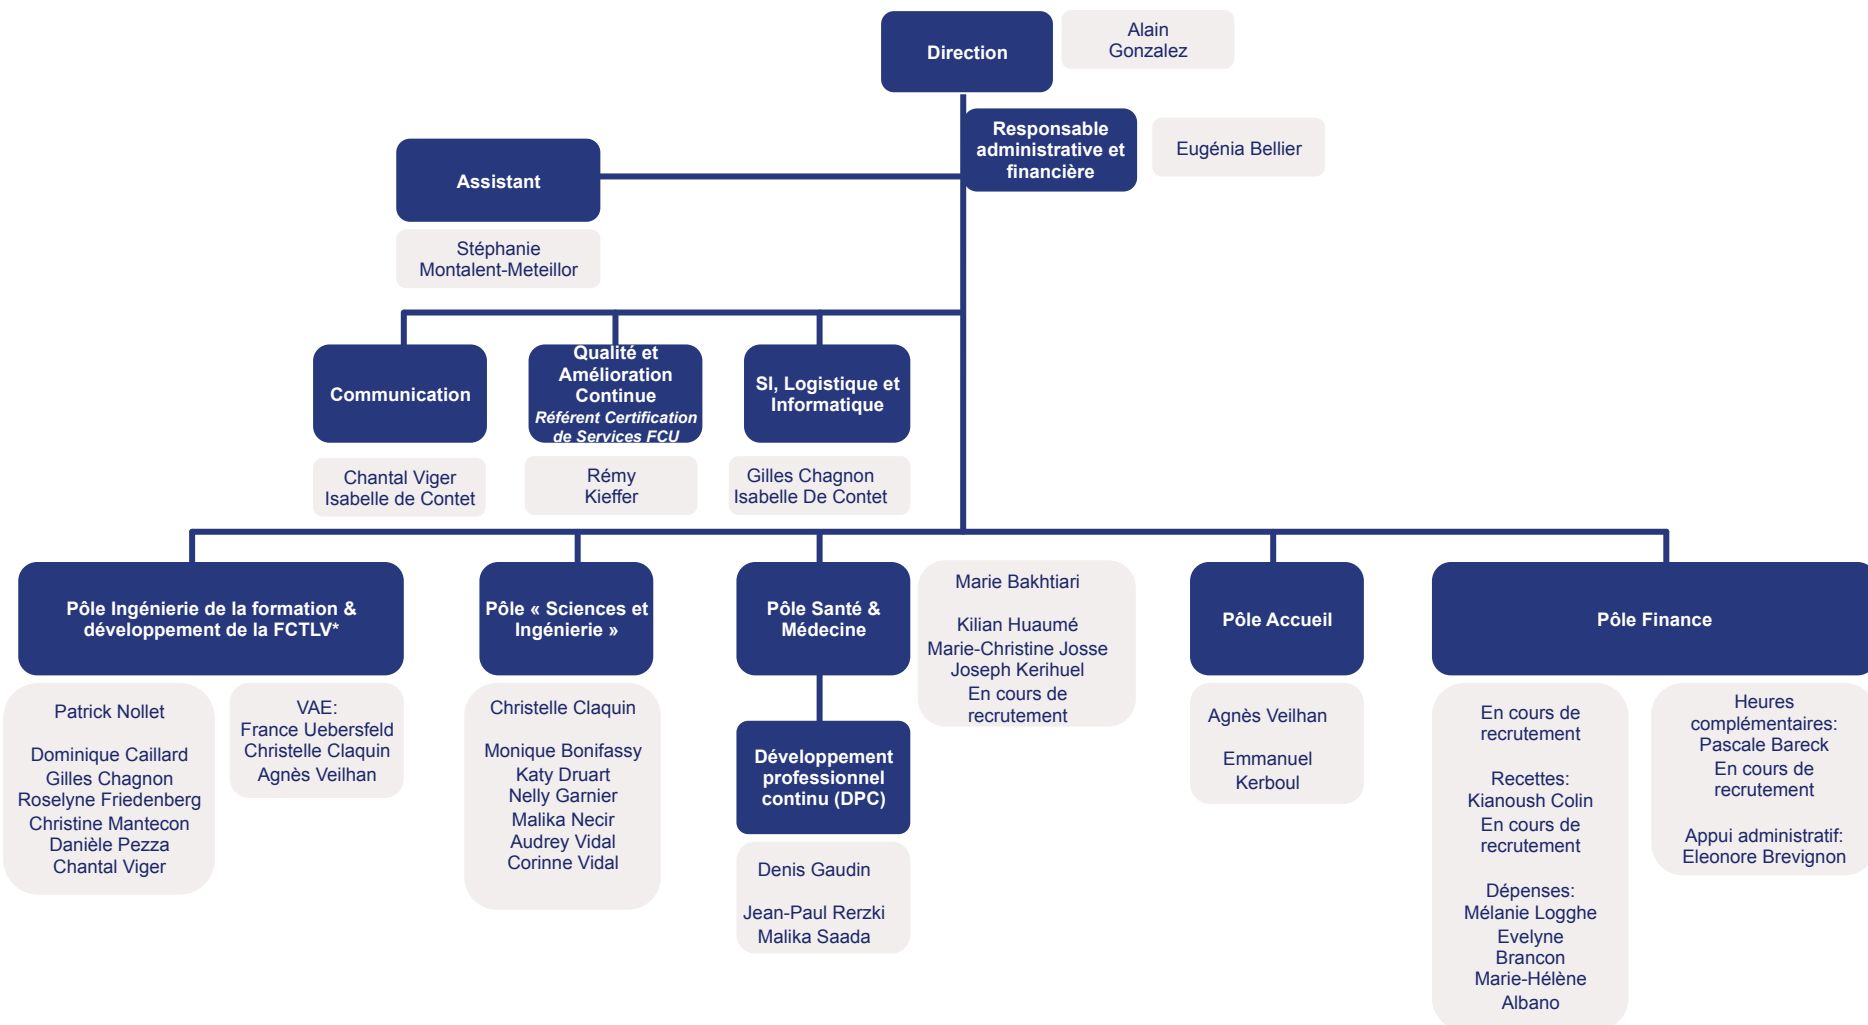 Direction
Alain
Gonzalez
Responsable
administrative et
financière
Eugénia Bellier
Assistant
Stéphanie
Montalent-Meteillor
Communication
Chantal Viger
Isabelle de Contet
Qualité et
Amélioration
Continue
Référent Certification
de Services FCU
Rémy
Kieffer
SI, Logistique et
Informatique
Gilles Chagnon
Isabelle De Contet
Pôle Ingénierie de la formation &
développement de la FCTLV*
Patrick Nollet
Dominique Caillard
Gilles Chagnon
Roselyne Friedenberg
Christine Mantecon
Danièle Pezza
Chantal Viger
VAE:
France Uebersfeld
Christelle Claquin
Agnès Veilhan
Pôle « Sciences et
Ingénierie »
Christelle Claquin
Monique Bonifassy
Katy Druart
Nelly Garnier
Malika Necir
Audrey Vidal
Corinne Vidal
Pôle Santé &
Médecine
Marie Bakhtiari
Kilian Huaumé
Marie-Christine Josse
Joseph Kerihuel
En cours de
recrutement
Développement
professionnel
continu (DPC)
Denis Gaudin
Jean-Paul Rerzki
Malika Saada
Pôle Accueil
Agnès Veilhan
Emmanuel
Kerboul
Pôle Finance
En cours de
recrutement
Recettes:
Kianoush Colin
En cours de
recrutement
Dépenses:
Mélanie Logghe
Evelyne
Brancon
Marie-Hélène
Albano
Heures
complémentaires:
Pascale Bareck
En cours de
recrutement
Appui administratif:
Eleonore Brevignon